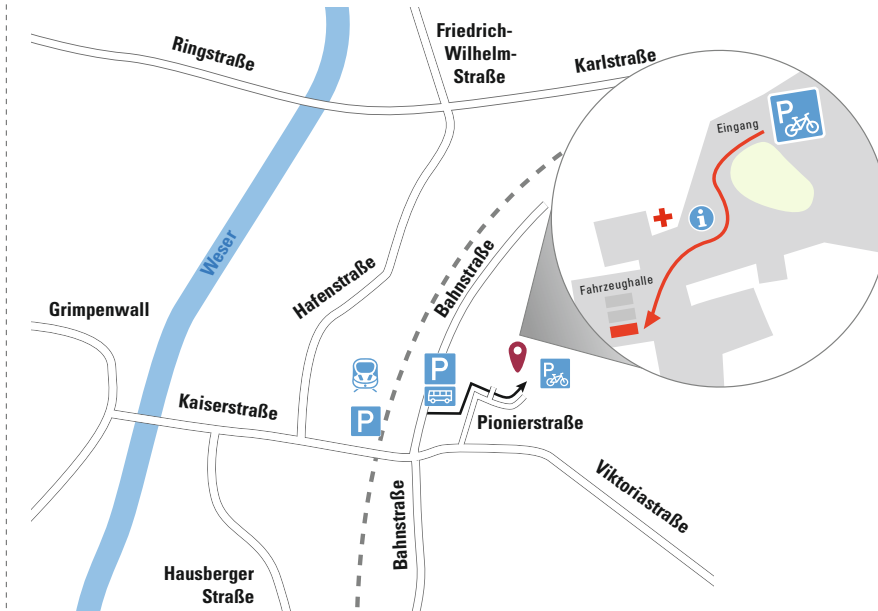 Friedrich-
Wilhelm-
Straße
Ringstraße
Karlstraße
P
Eingang
i
Weser
Hafenstraße
Bahnstraße
Fahrzeughalle
Grimpenwall
P
Kaiserstraße
P
Pionierstraße
Viktoriastraße
Bahnstraße
Hausberger
Straße
P